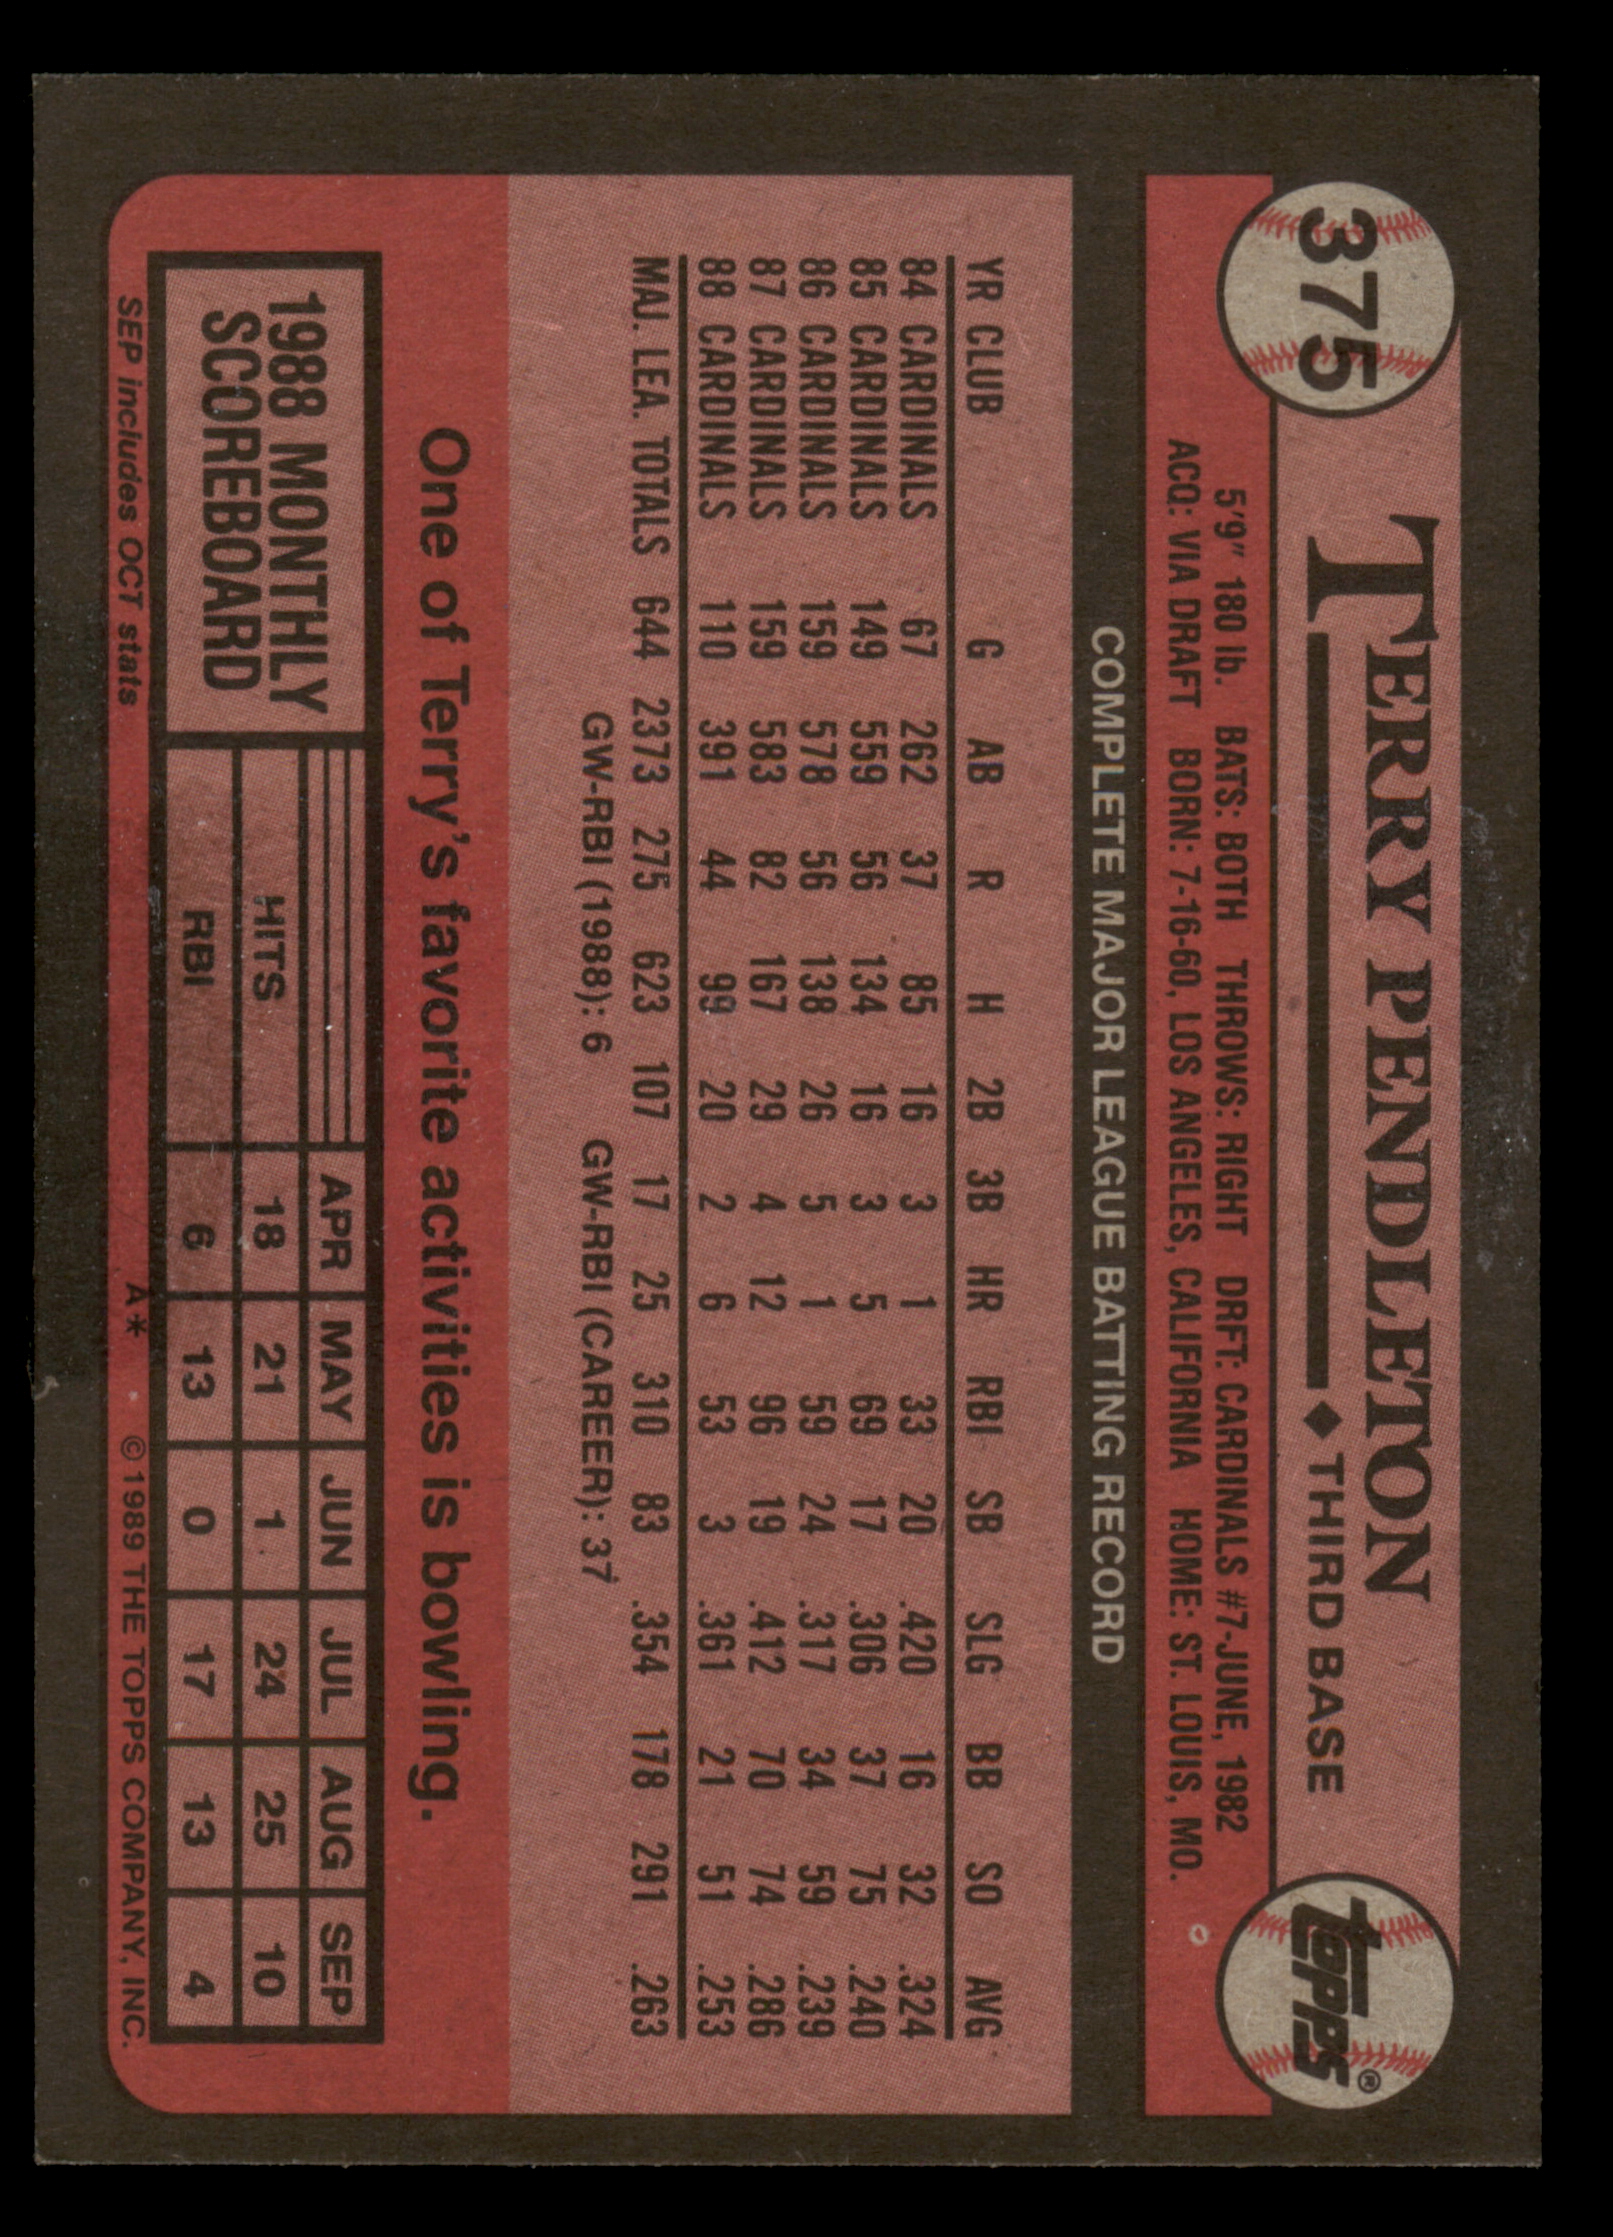 375
TERRY PENDLETON
◆ THIRD BASE
topps®
5'9" 180 lb. BATS: BOTH THROWS: RIGHT DRFT: CARDINALS #7-JUNE, 1982
ACQ: VIA DRAFT BORN: 7-16-60, LOS ANGELES, CALIFORNIA HOME: ST. LOUIS, MO.
COMPLETE MAJOR LEAGUE BATTING RECORD
YR CLUB G AB R H 2B 3B HR RBI SB SLG BB SO AVG
84 CARDINALS 67 262 37 85 16 3 1 33 20 .420 16 32 .324
85 CARDINALS 149 559 56 134 16 3 5 69 17 .306 37 75 .240
86 CARDINALS 159 578 56 138 26 5 1 59 24 .317 34 59 .239
87 CARDINALS 159 583 82 167 29 4 12 96 19 .412 70 74 .286
88 CARDINALS 110 391 44 99 20 2 6 53 3 .361 21 51 .253
MAJ. LEA. TOTALS 644 2373 275 623 107 17 25 310 83 .354 178 291 .263
GW-RBI (1988): 6 GW-RBI (CAREER): 37
One of Terry's favorite activities is bowling.
1988 MONTHLY
SCOREBOARD
APR MAY JUN JUL AUG SEP
HITS 18 21 1 24 25 10
RBI 6 13 0 17 13 4
SEP includes OCT stats A* ©1989 THE TOPPS COMPANY, INC.